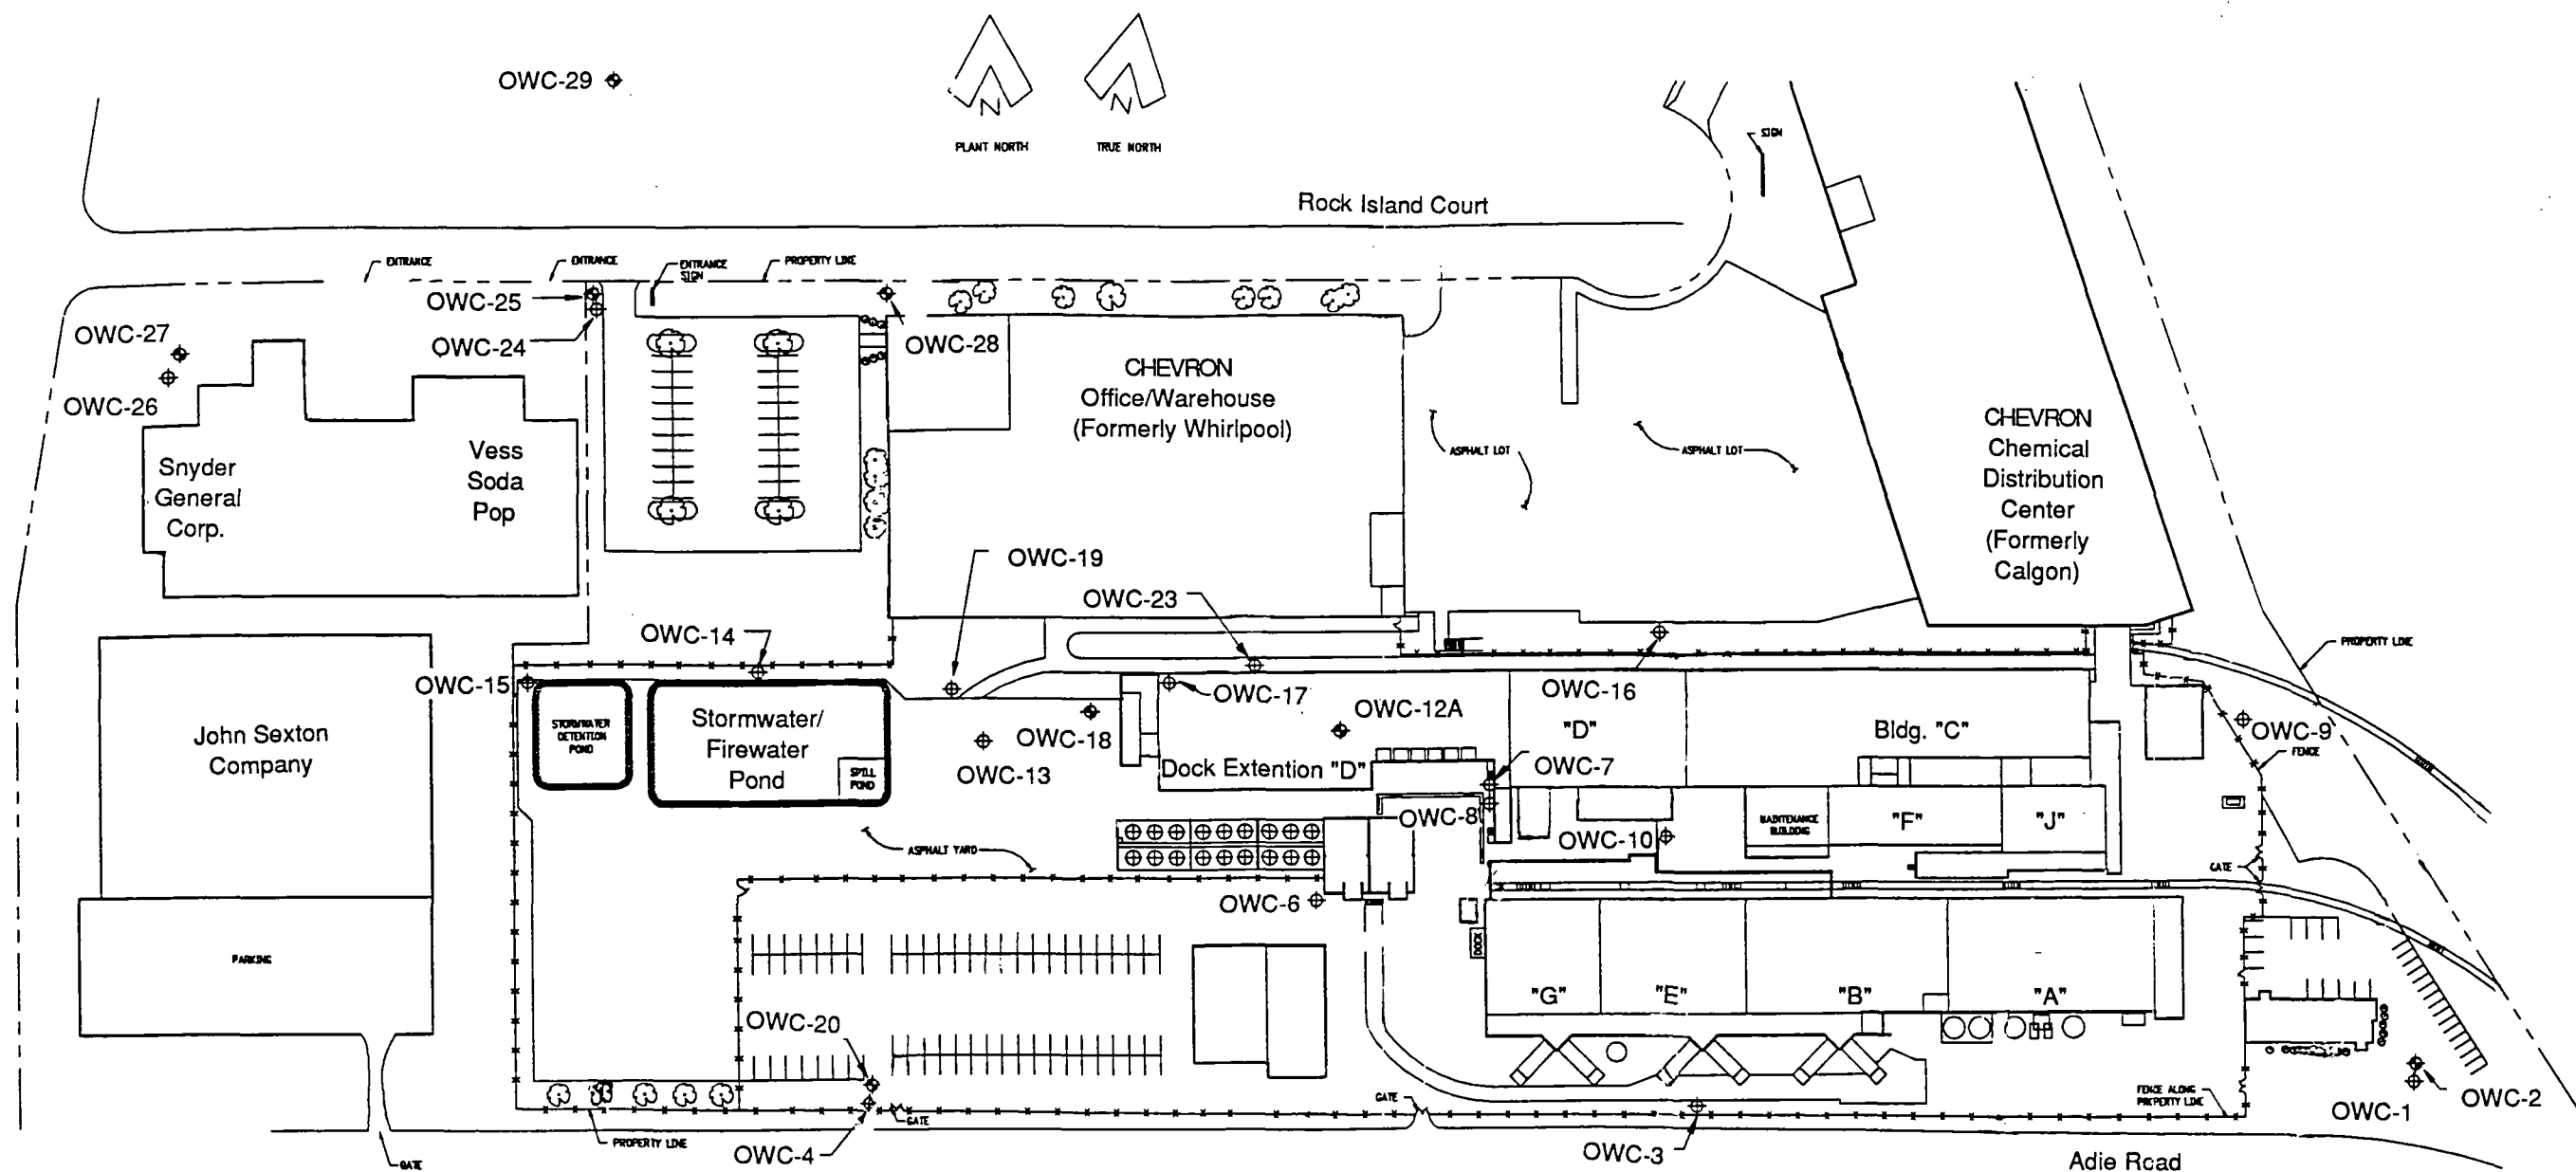 OWC-29
N
N
PLANT NORTH
TRUE NORTH
SIGN
Rock Island Court
ENTRANCE
ENTRANCE
ENTRANCE
SIGN
PROPERTY LINE
OWC-25
OWC-27
OWC-24
OWC-28
OWC-26
CHEVRON
Office/Warehouse
(Formerly Whirlpool)
ASPHALT LOT
ASPHALT LOT
CHEVRON
Chemical
Distribution
Center
(Formerly
Calgon)
Snyder
General
Corp.
Vess
Soda
Pop
OWC-19
OWC-23
OWC-14
PROPERTY LINE
OWC-15
OWC-17
OWC-16
OWC-12A
OWC-18
"D"
Bldg. "C"
OWC-9
FENCE
STORMWATER
DETENTION
POND
Stormwater/
Firewater
Pond
SPILL
POND
John Sexton
Company
OWC-13
Dock Extention "D"
OWC-7
OWC-8
OWC-10
MAINTENANCE
BUILDING
"F"
"J"
ASPHALT YARD
GATE
OWC-6
DOCK
PARKING
"G"
"E"
"B"
"A"
OWC-20
GATE
FENCE ALONG
PROPERTY LINE
OWC-1
OWC-2
GATE
PROPERTY LINE
OWC-4
OWC-3
GATE
Adie Road